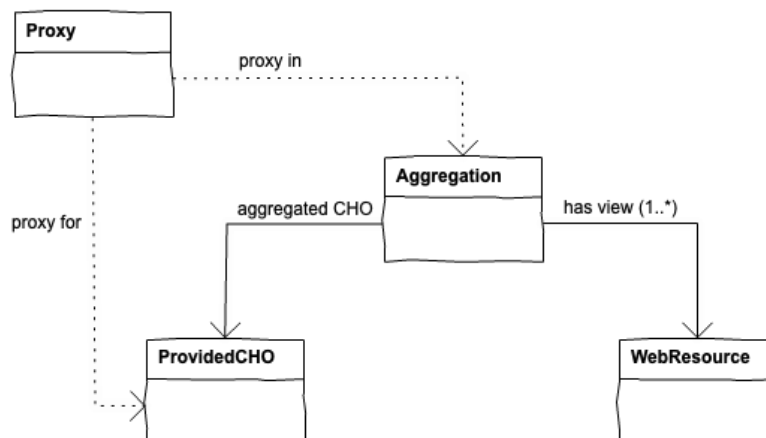 Proxy
proxy in
Aggregation
aggregated CHO
has view (1..*)
proxy for
ProvidedCHO
WebResource